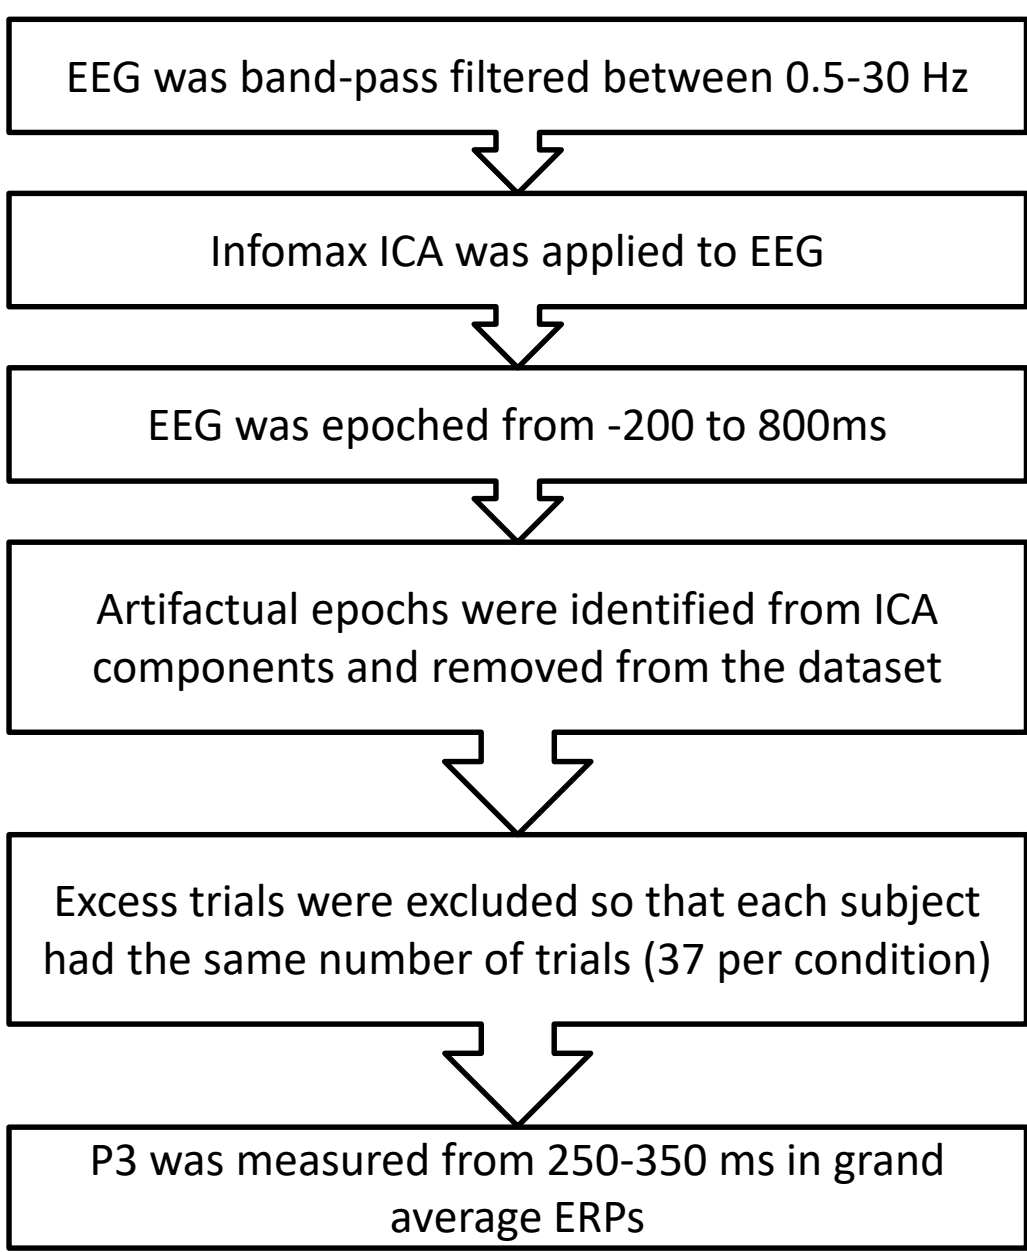 EEG was band-pass filtered between 0.5-30 Hz
Infomax ICA was applied to EEG
EEG was epoched from -200 to 800ms
Artifactual epochs were identified from ICA
components and removed from the dataset
Excess trials were excluded so that each subject
had the same number of trials (37 per condition)
P3 was measured from 250-350 ms in grand
average ERPs